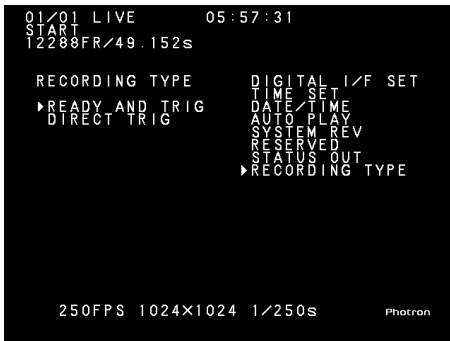 01/01 LIVE 05:57:31
START
12288FR/49.152s
RECORDING TYPE
▶READY AND TRIG
DIRECT TRIG
DIGITAL I/F SET
TIME SET
DATE/TIME
AUTO PLAY
SYSTEM REV
RESERVED
STATUS OUT
▶RECORDING TYPE
250FPS 1024×1024 1/250s
Photron